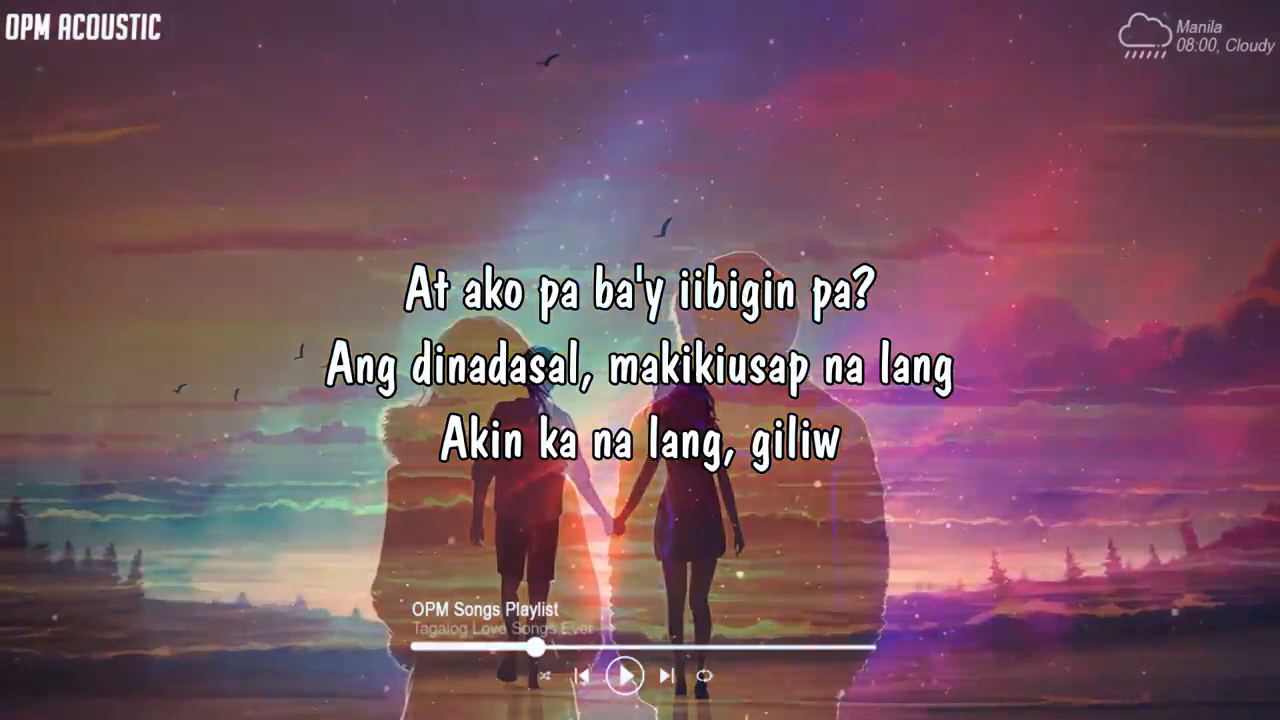 OPM ACOUSTIC
Manila
08:00, Cloudy
At ako pa ba'y iibigin pa?
Ang dinadasal, makikiusap na lang
Akin ka na lang, giliw
OPM Songs Playlist
Tagalog Love Songs Ever